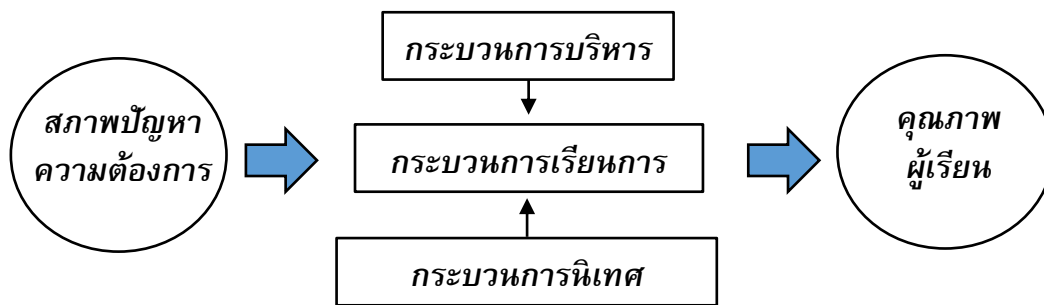 กระบวนการบริหาร
สภาพปัญหา
ความต้องการ
กระบวนการเรียนการ
คุณภาพ
ผู้เรียน
กระบวนการนิเทศ